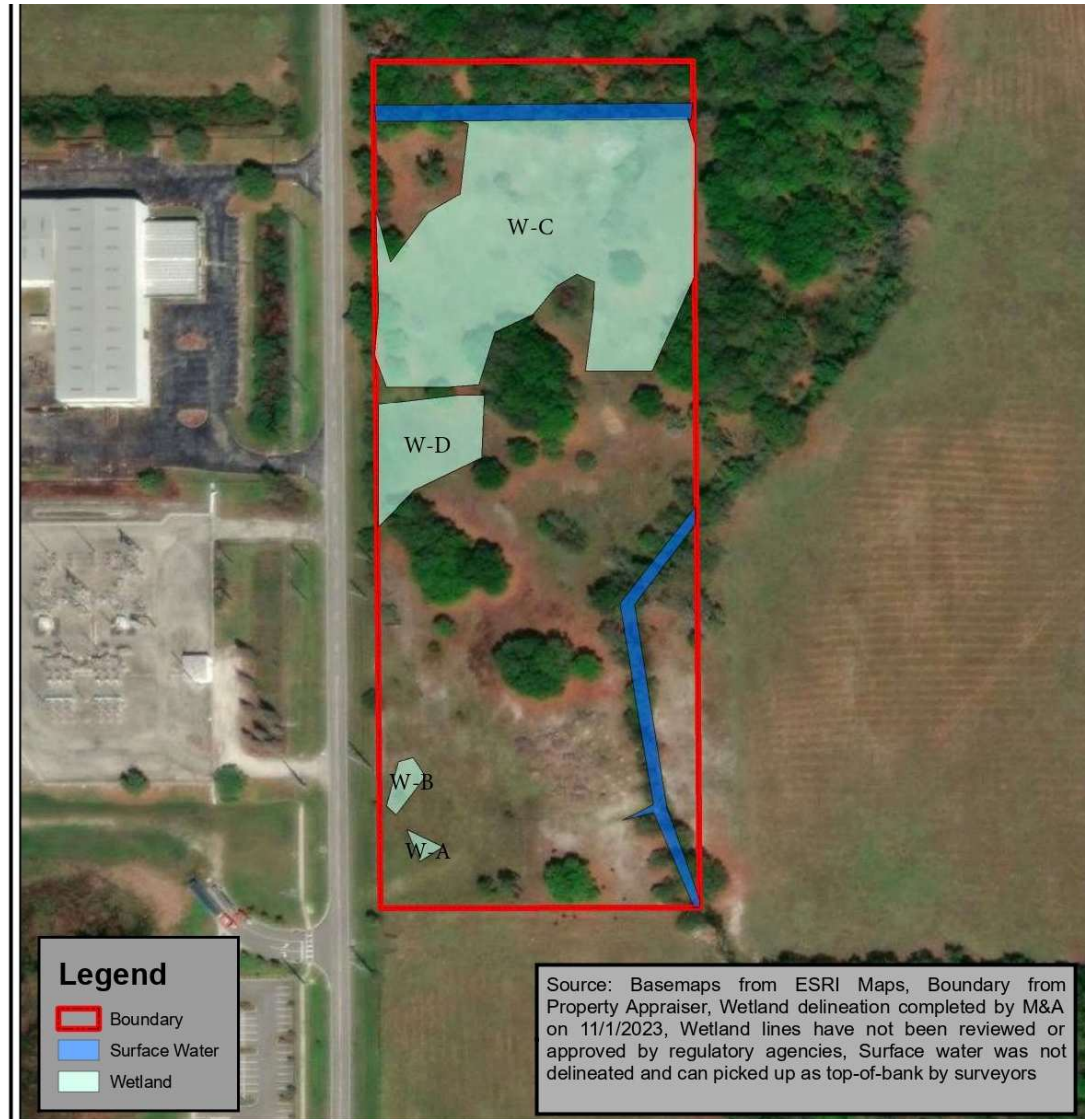 W-C
W-D
W-B
W-A
Legend
Boundary
Surface Water
Wetland
Source: Basemaps from ESRI Maps, Boundary from
Property Appraiser, Wetland delineation completed by M&A
on 11/1/2023, Wetland lines have not been reviewed or
approved by regulatory agencies, Surface water was not
delineated and can picked up as top-of-bank by surveyors